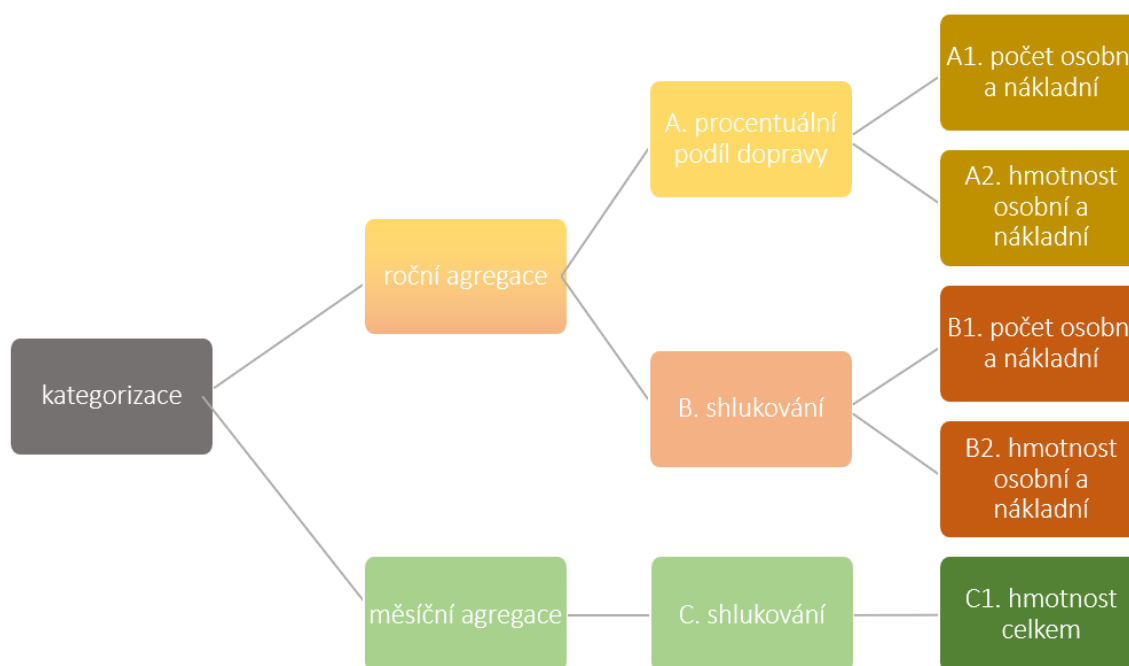 kategorizace
roční agregace
měsíční agregace
A. procentuální
podíl dopravy
B. shlukování
C. shlukování
A1. počet osobn
a nákladní
A2. hmotnost
osobní a
nákladní
B1. počet osobn
a nákladní
B2. hmotnost
osobní a
nákladní
C1. hmotnost
celkem